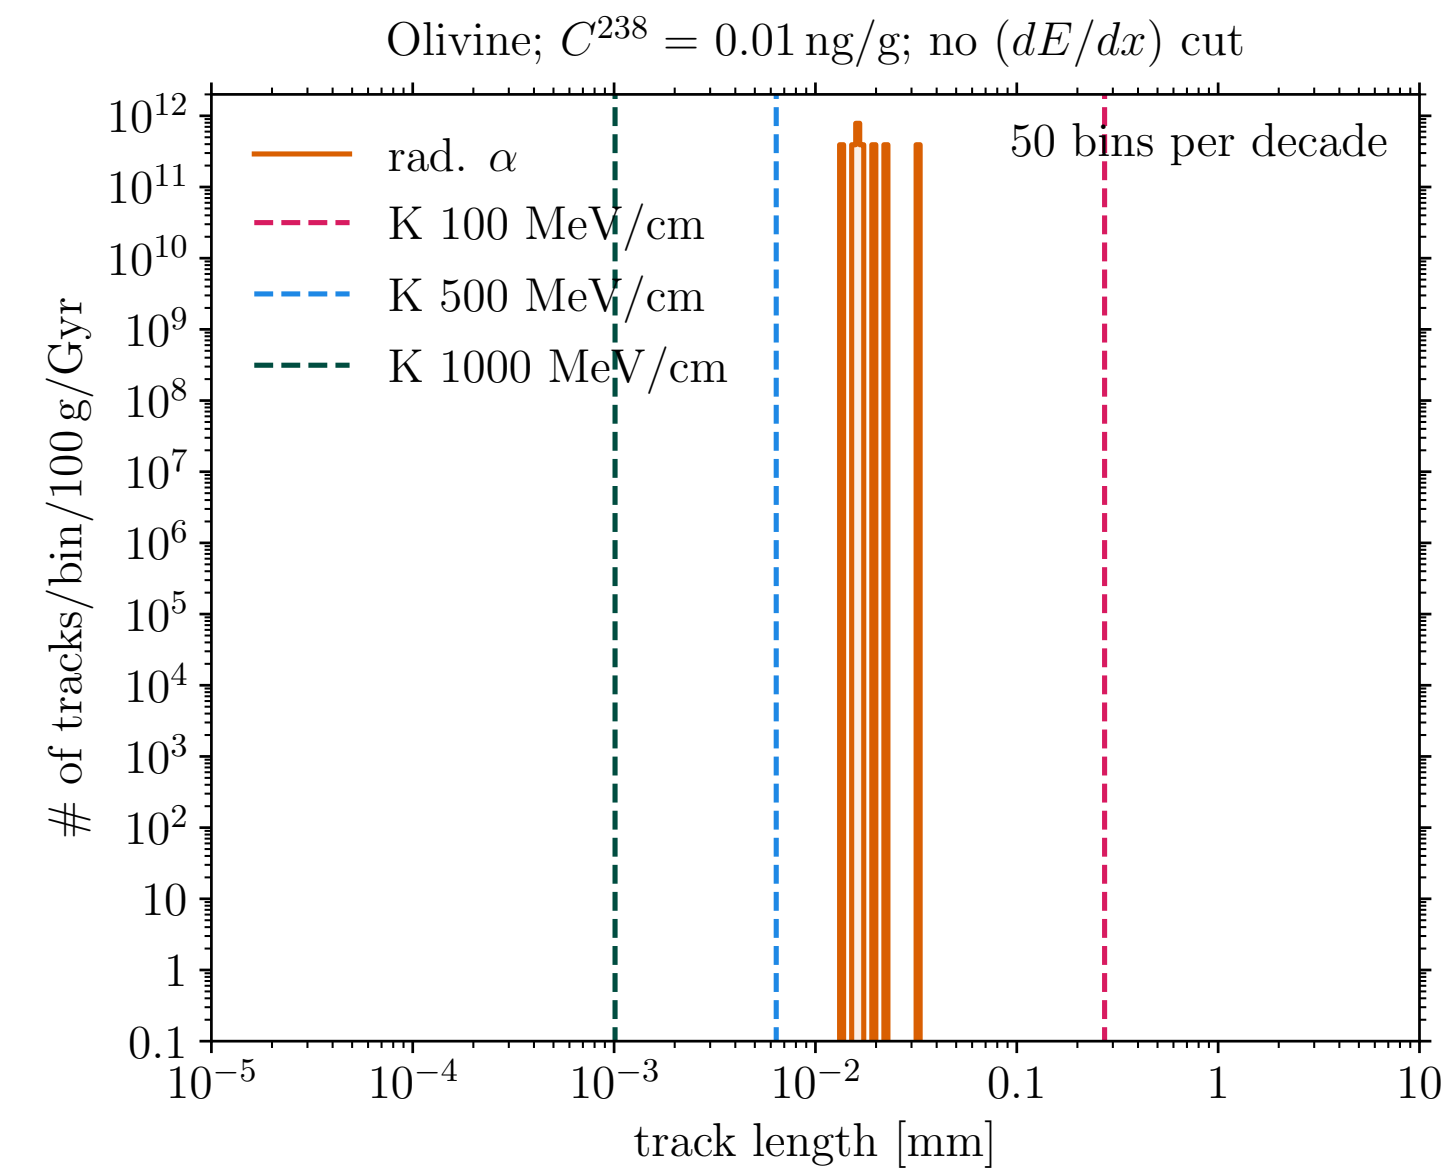 Olivine; $C^{238} = 0.01\,\mathrm{ng/g}$; no $(dE/dx)$ cut
50 bins per decade
rad. $\alpha$
K 100 MeV/cm
K 500 MeV/cm
K 1000 MeV/cm
# of tracks/bin/100 g/Gyr
$10^{12}$
$10^{11}$
$10^{10}$
$10^{9}$
$10^{8}$
$10^{7}$
$10^{6}$
$10^{5}$
$10^{4}$
$10^{3}$
$10^{2}$
10
1
0.1
$10^{-5}$ $10^{-4}$ $10^{-3}$ $10^{-2}$ 0.1 1 10
track length [mm]